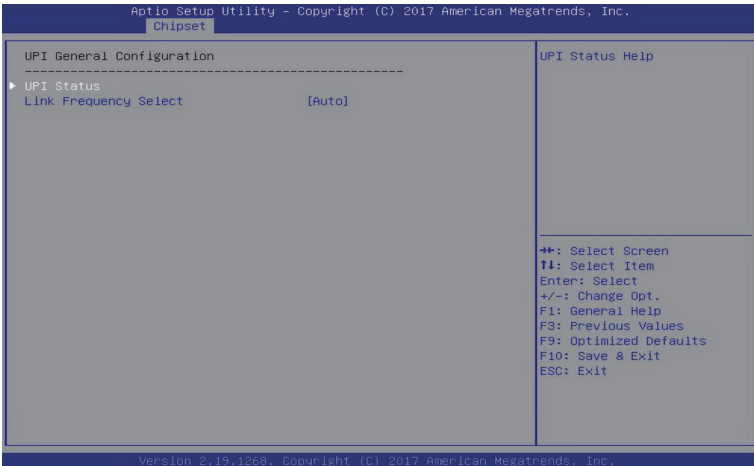 Aptio Setup Utility – Copyright (C) 2017 American Megatrends, Inc.
Chipset
UPI General Configuration
------------------------------------------------
▶ UPI Status
Link Frequency Select [Auto]
UPI Status Help
→←: Select Screen
↑↓: Select Item
Enter: Select
+/-: Change Opt.
F1: General Help
F3: Previous Values
F9: Optimized Defaults
F10: Save & Exit
ESC: Exit
Version 2.19.1268. Copyright (C) 2017 American Megatrends, Inc.